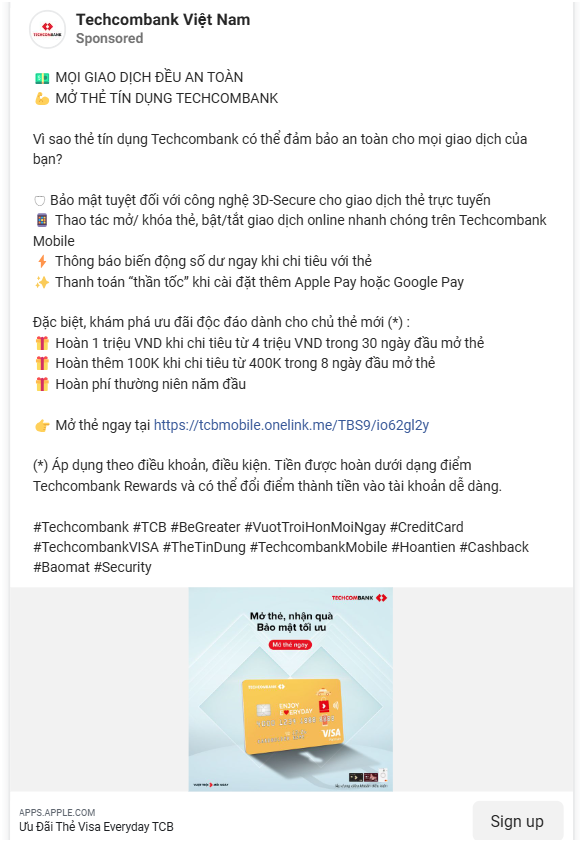 Techcombank Việt Nam
Sponsored
TECHCOMBANK
💵 MỌI GIAO DỊCH ĐỀU AN TOÀN
💪 MỞ THẺ TÍN DỤNG TECHCOMBANK
Vì sao thẻ tín dụng Techcombank có thể đảm bảo an toàn cho mọi giao dịch của
bạn?
Bảo mật tuyệt đối với công nghệ 3D-Secure cho giao dịch thẻ trực tuyến
Thao tác mở/ khóa thẻ, bật/tắt giao dịch online nhanh chóng trên Techcombank
Mobile
⚡ Thông báo biến động số dư ngay khi chi tiêu với thẻ
✨ Thanh toán “thần tốc” khi cài đặt thêm Apple Pay hoặc Google Pay
Đặc biệt, khám phá ưu đãi độc đáo dành cho chủ thẻ mới (*) :
🎁 Hoàn 1 triệu VND khi chi tiêu từ 4 triệu VND trong 30 ngày đầu mở thẻ
🎁 Hoàn thêm 100K khi chi tiêu từ 400K trong 8 ngày đầu mở thẻ
🎁 Hoàn phí thường niên năm đầu
👉 Mở thẻ ngay tại https://tcbmobile.onelink.me/TBS9/io62gl2y
(*) Áp dụng theo điều khoản, điều kiện. Tiền được hoàn dưới dạng điểm
Techcombank Rewards và có thể đổi điểm thành tiền vào tài khoản dễ dàng.
#Techcombank #TCB #BeGreater #VuotTroiHonMoiNgay #CreditCard
#TechcombankVISA #TheTinDung #TechcombankMobile #Hoantien #Cashback
#Baomat #Security
TECHCOMBANK
Mở thẻ, nhận quà
Bảo mật tối ưu
Mở thẻ ngay
TECHCOMBANK
ENJOY
EVERYDAY
VISA
APPS.APPLE.COM
Ưu Đãi Thẻ Visa Everyday TCB
Sign up